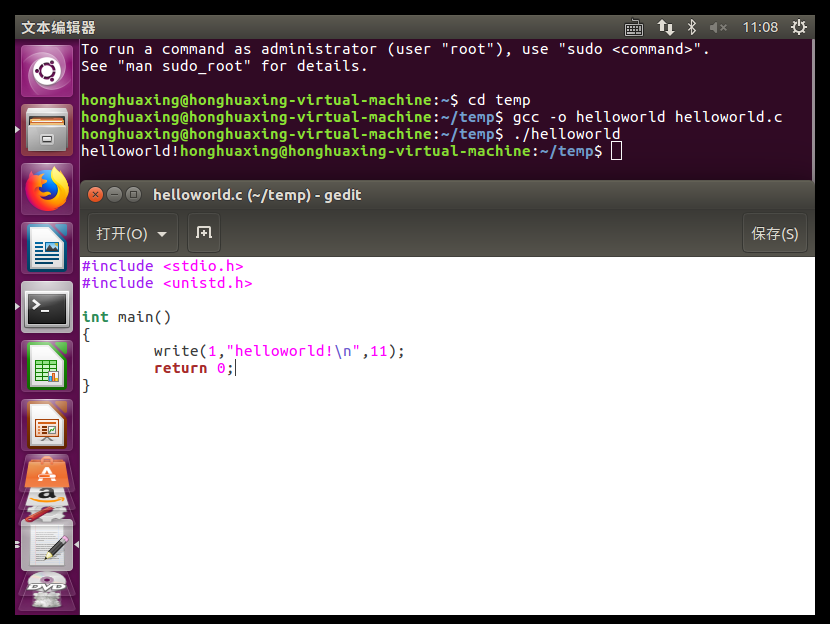 文本编辑器 11:08
To run a command as administrator (user "root"), use "sudo <command>".
See "man sudo_root" for details.
honghuaxing@honghuaxing-virtual-machine:~$ cd temp
honghuaxing@honghuaxing-virtual-machine:~/temp$ gcc -o helloworld helloworld.c
honghuaxing@honghuaxing-virtual-machine:~/temp$ ./helloworld
helloworld!honghuaxing@honghuaxing-virtual-machine:~/temp$
helloworld.c (~/temp) - gedit
打开(O) 保存(S)
#include <stdio.h>
#include <unistd.h>
int main()
{
write(1,"helloworld!\n",11);
return 0;
}
>_
A
a
DVD